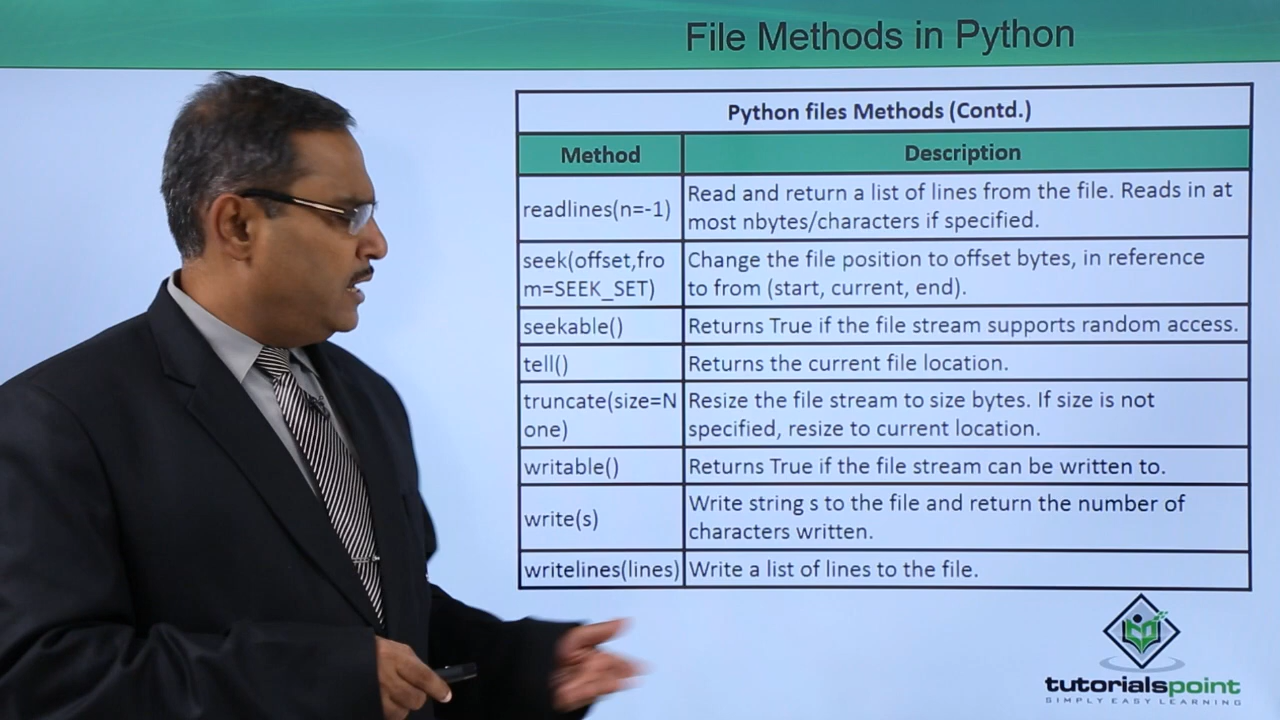 File Methods in Python
Python files Methods (Contd.)
Method Description
readlines(n=-1) Read and return a list of lines from the file. Reads in at
most nbytes/characters if specified.
seek(offset,fro
m=SEEK_SET)
Change the file position to offset bytes, in reference
to from (start, current, end).
seekable() Returns True if the file stream supports random access.
tell() Returns the current file location.
truncate(size=N
one)
Resize the file stream to size bytes. If size is not
specified, resize to current location.
writable() Returns True if the file stream can be written to.
write(s) Write string s to the file and return the number of
characters written.
writelines(lines) Write a list of lines to the file.
tutorialspoint
SIMPLY EASY LEARNING